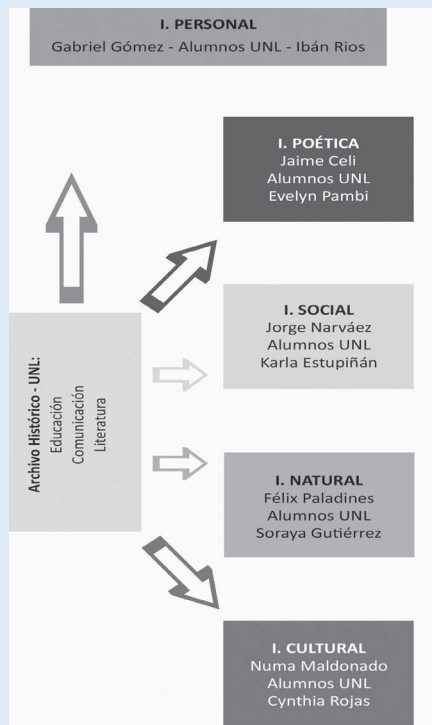 I. PERSONAL
Gabriel Gómez - Alumnos UNL - Ibán Rios
I. POÉTICA
Jaime Celi
Alumnos UNL
Evelyn Pambi
I. SOCIAL
Jorge Narváez
Alumnos UNL
Karla Estupiñán
Archivo Histórico - UNL:
Educación
Comunicación
Literatura
I. NATURAL
Félix Paladines
Alumnos UNL
Soraya Gutiérrez
I. CULTURAL
Numa Maldonado
Alumnos UNL
Cynthia Rojas